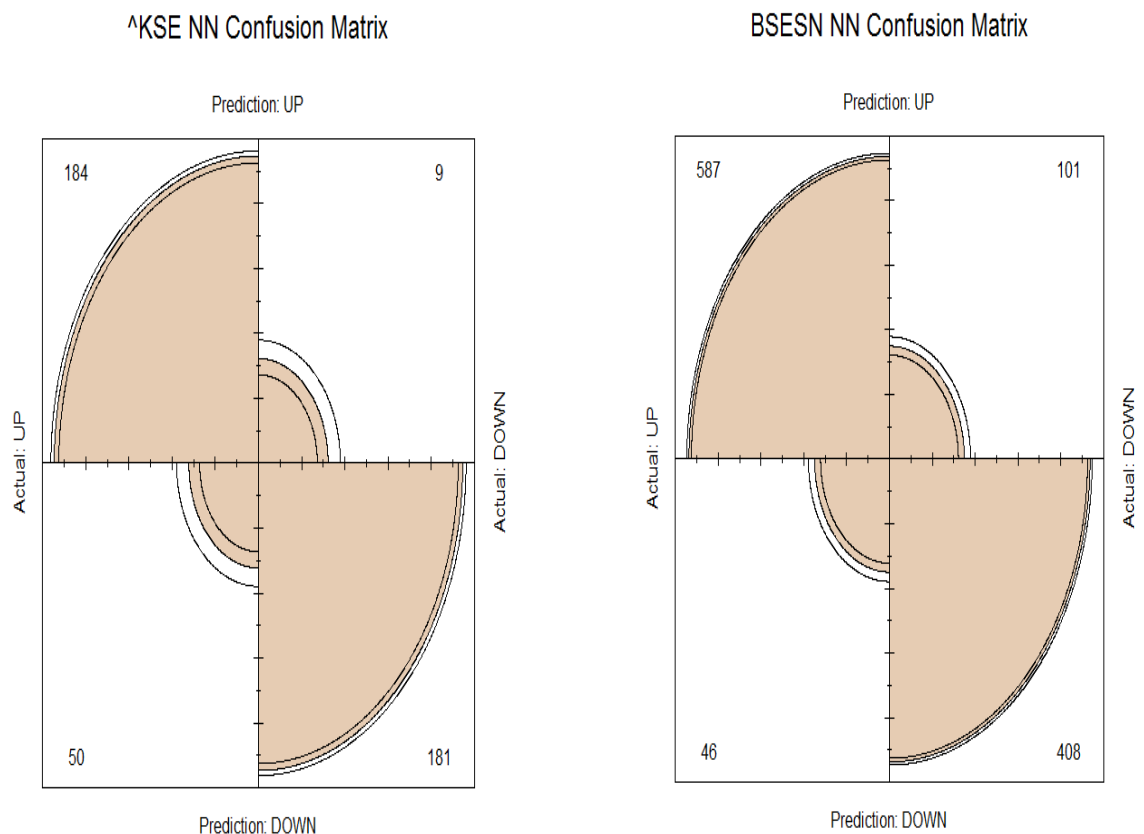 ^KSE NN Confusion Matrix
Prediction: UP
184
9
Actual: UP
Actual: DOWN
50
181
Prediction: DOWN
BSESN NN Confusion Matrix
Prediction: UP
587
101
Actual: UP
Actual: DOWN
46
408
Prediction: DOWN